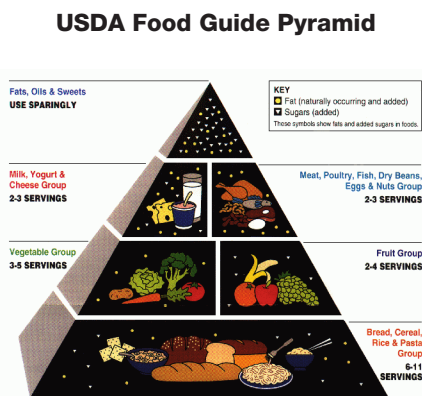 USDA Food Guide Pyramid
Fats, Oils & Sweets
USE SPARINGLY
KEY
Fat (naturally occurring and added)
Sugars (added)
These symbols show fats and added sugars in foods.
Milk, Yogurt &
Cheese Group
2-3 SERVINGS
Meat, Poultry, Fish, Dry Beans,
Eggs & Nuts Group
2-3 SERVINGS
Vegetable Group
3-5 SERVINGS
Fruit Group
2-4 SERVINGS
Bread, Cereal,
Rice & Pasta
Group
6-11
SERVINGS